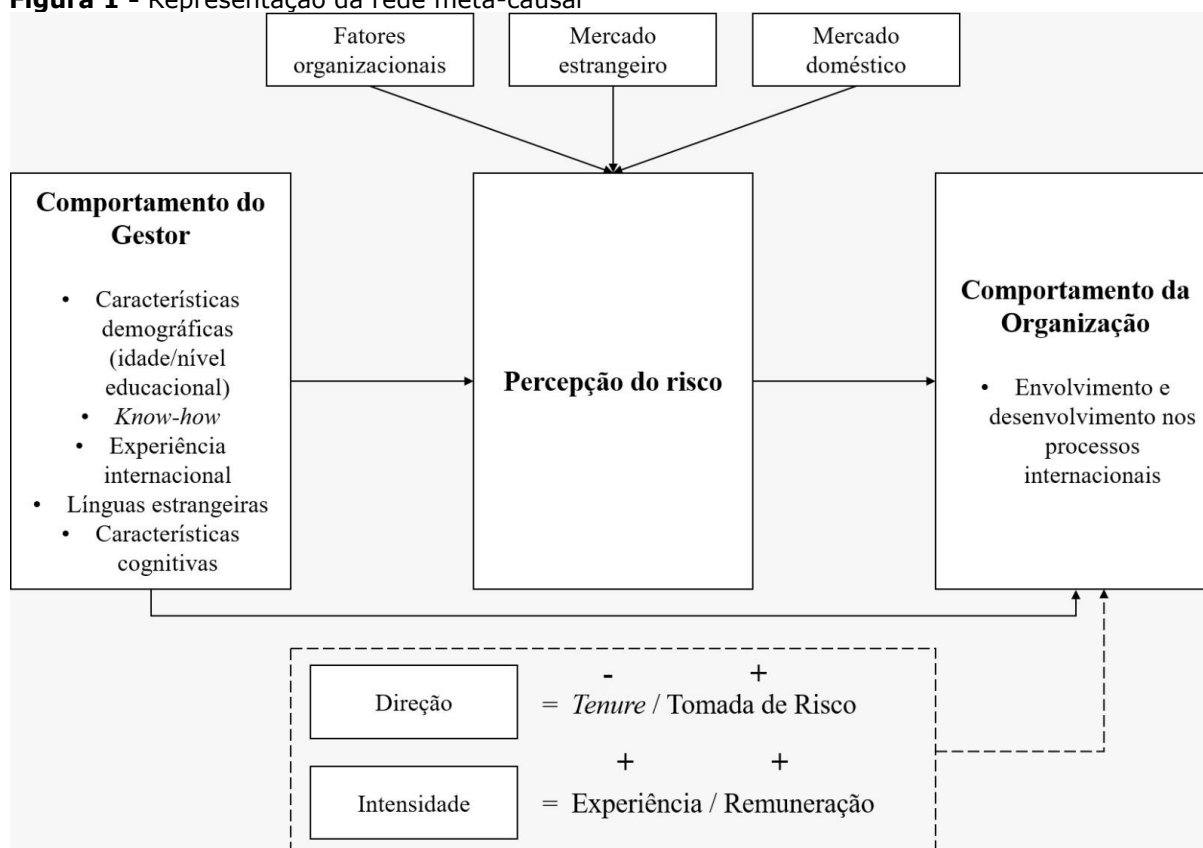 Figura 1 - Representação da rede meta-causal
Fatores
organizacionais
Mercado
estrangeiro
Mercado
doméstico
Comportamento do
Gestor
• Características
demográficas
(idade/nível
educacional)
• Know-how
• Experiência
internacional
• Línguas estrangeiras
• Características
cognitivas
Percepção do risco
Comportamento da
Organização
• Envolvimento e
desenvolvimento nos
processos
internacionais
- +
Direção = Tenure / Tomada de Risco
+ +
Intensidade = Experiência / Remuneração